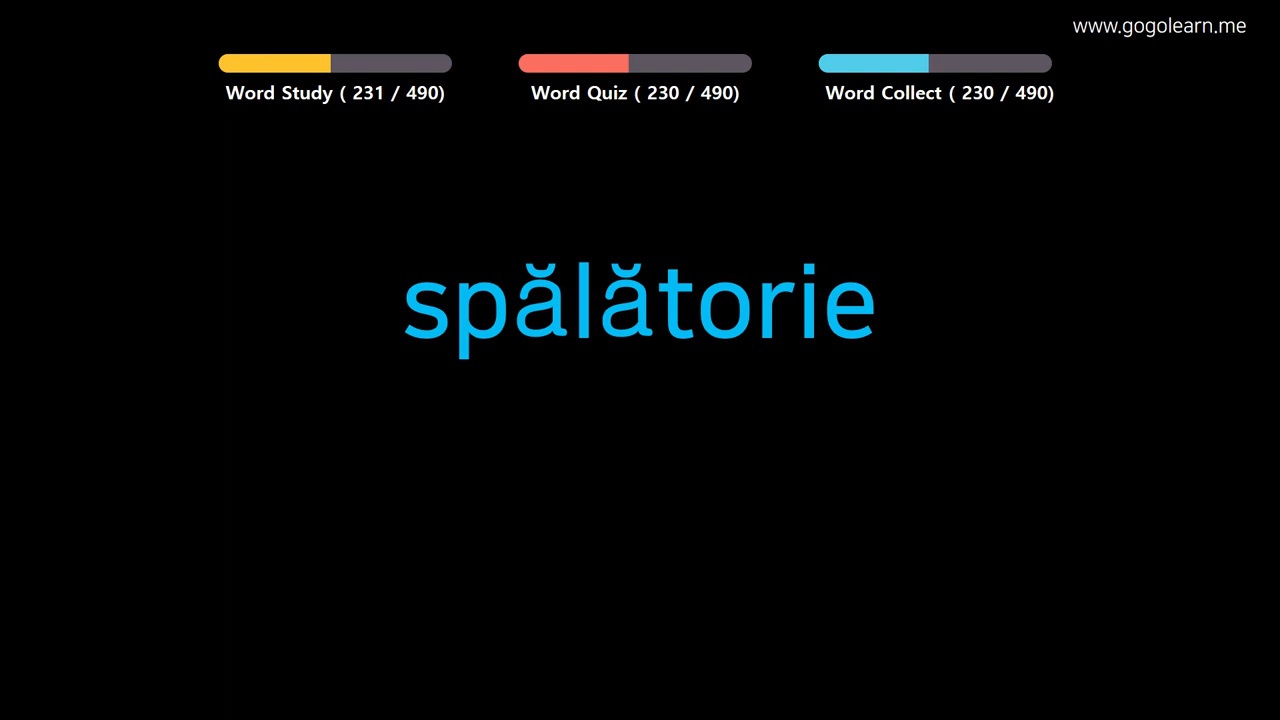 www.gogolearn.me
Word Study ( 231 / 490)
Word Quiz ( 230 / 490)
Word Collect ( 230 / 490)
spălătorie